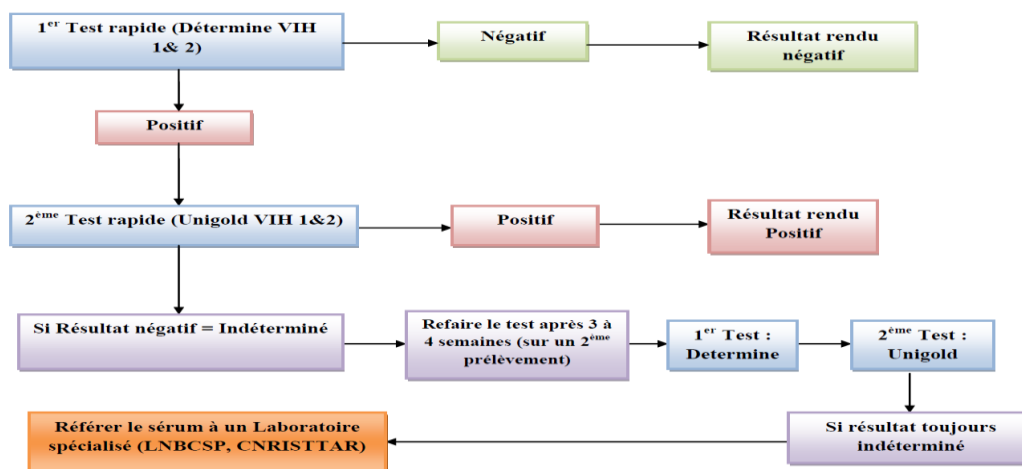 1er Test rapide (Détermine VIH
1& 2)
Négatif
Résultat rendu
négatif
Positif
2ème Test rapide (Unigold VIH 1&2)
Positif
Résultat rendu
Positif
Si Résultat négatif = Indéterminé
Refaire le test après 3 à
4 semaines (sur un 2ème
prélèvement)
1er Test :
Determine
2ème Test :
Unigold
Si résultat toujours
indéterminé
Référer le sérum à un Laboratoire
spécialisé (LNBCSP, CNRISTTAR)